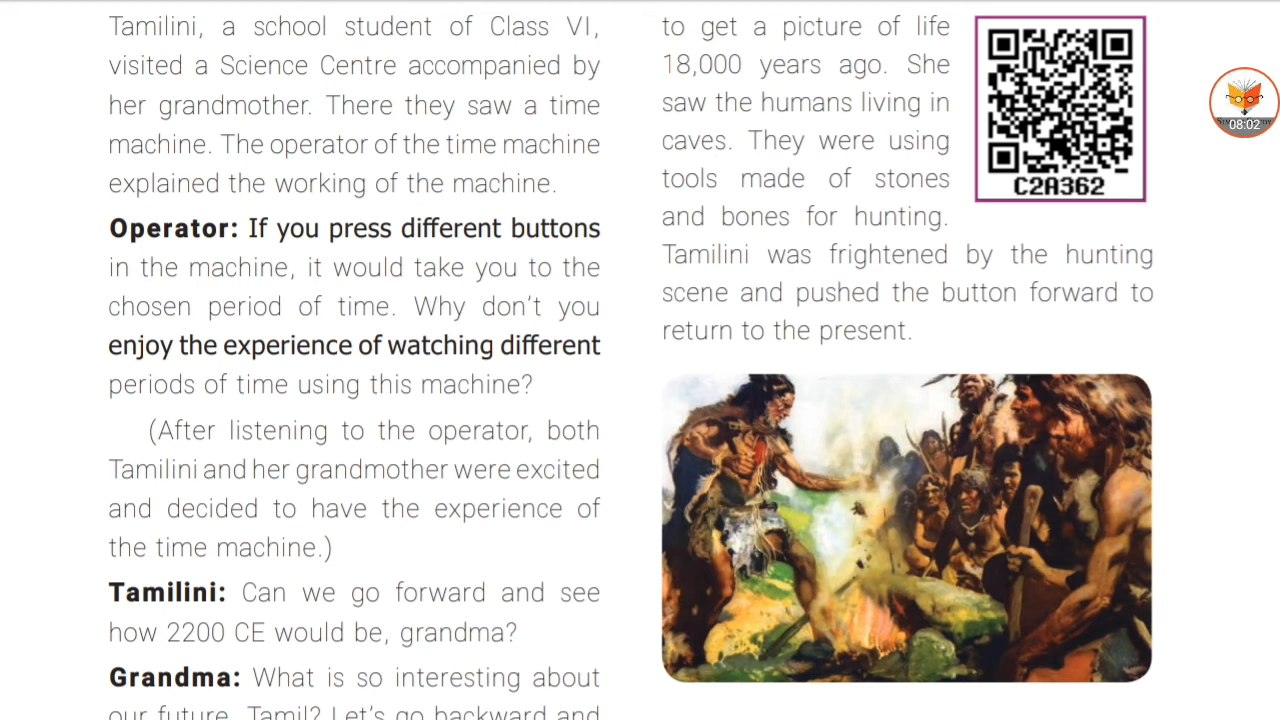 Tamilini, a school student of Class VI,
visited a Science Centre accompanied by
her grandmother. There they saw a time
machine. The operator of the time machine
explained the working of the machine.
Operator: If you press different buttons
in the machine, it would take you to the
chosen period of time. Why don't you
enjoy the experience of watching different
periods of time using this machine?
(After listening to the operator, both
Tamilini and her grandmother were excited
and decided to have the experience of
the time machine.)
Tamilini: Can we go forward and see
how 2200 CE would be, grandma?
Grandma: What is so interesting about
our future, Tamil? Let's go backward and
to get a picture of life
18,000 years ago. She
saw the humans living in
caves. They were using
tools made of stones
and bones for hunting.
Tamilini was frightened by the hunting
scene and pushed the button forward to
return to the present.
C2A362
08:02